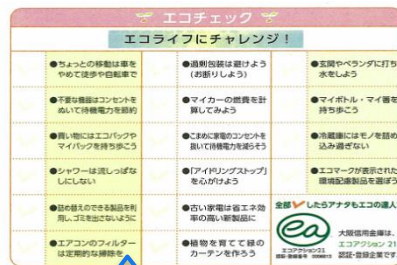 エコチェック
エコライフにチャレンジ！
●ちょっとの移動は車を
やめて徒歩や自転車で
●不要な機器はコンセントを
ぬいて待機電力を節約
●買い物にはエコバックや
マイバックを持ち歩こう
●シャワーは流しっぱな
しにしない
●詰め替えのできる製品を利
用し、ゴミを出さないように
●エアコンのフィルター
は定期的な掃除を
●過剰包装は避けよう
(お断りしよう)
●マイカーの燃費を計
算してみよう
●こまめに家電のコンセントを
抜いて待機電力を減らそう
●「アイドリングストップ」
を心がけよう
●古い家電は省エネ効
率の高い新製品に
●植物を育てて緑の
カーテンを作ろう
●玄関やベランダに打ち
水をしよう
●マイボトル・マイ箸を
持ち歩こう
●冷蔵庫にはモノを詰め
込み過ぎない
●エコマークが表示された
環境配慮製品を選ぼう
全部 したらアナタもエコの達人
大阪信用金庫は、
エコアクション 21
認証・登録企業です
エコアクション21
認証・登録番号